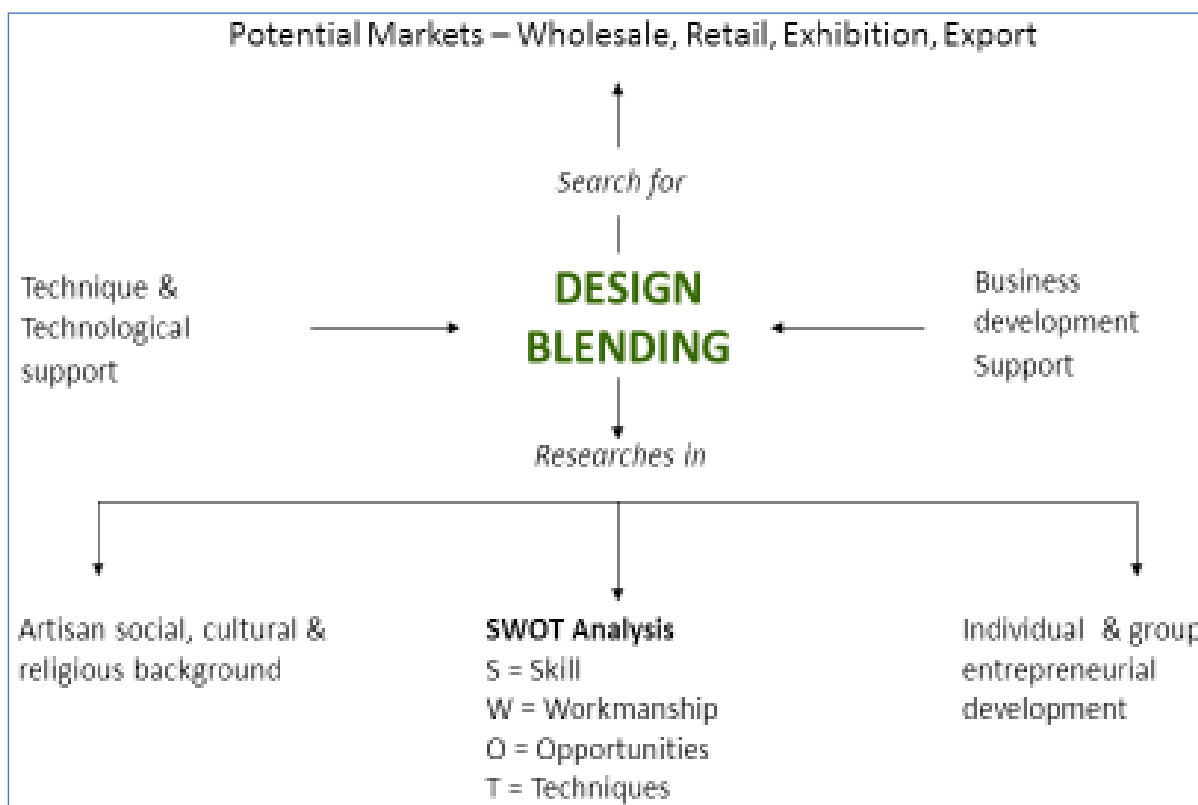 Potential Markets – Wholesale, Retail, Exhibition, Export
Search for
Technique &
Technological
support
DESIGN
BLENDING
Business
development
Support
Researches in
Artisan social, cultural &
religious background
SWOT Analysis
S = Skill
W = Workmanship
O = Opportunities
T = Techniques
Individual & group
entrepreneurial
development